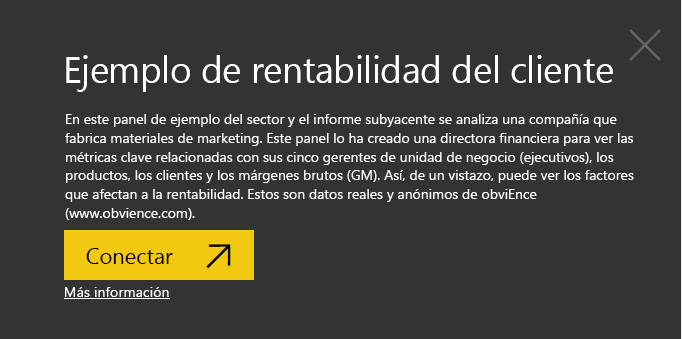 Ejemplo de rentabilidad del cliente
En este panel de ejemplo del sector y el informe subyacente se analiza una compañía que
fabrica materiales de marketing. Este panel lo ha creado una directora financiera para ver las
métricas clave relacionadas con sus cinco gerentes de unidad de negocio (ejecutivos), los
productos, los clientes y los márgenes brutos (GM). Así, de un vistazo, puede ver los factores
que afectan a la rentabilidad. Estos son datos reales y anónimos de obviEnce
(www.obvience.com).
Conectar
Más información